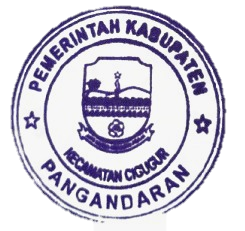 PEMERINTAH KABUPATEN
PANGANDARAN
KECAMATAN CIGUGUR